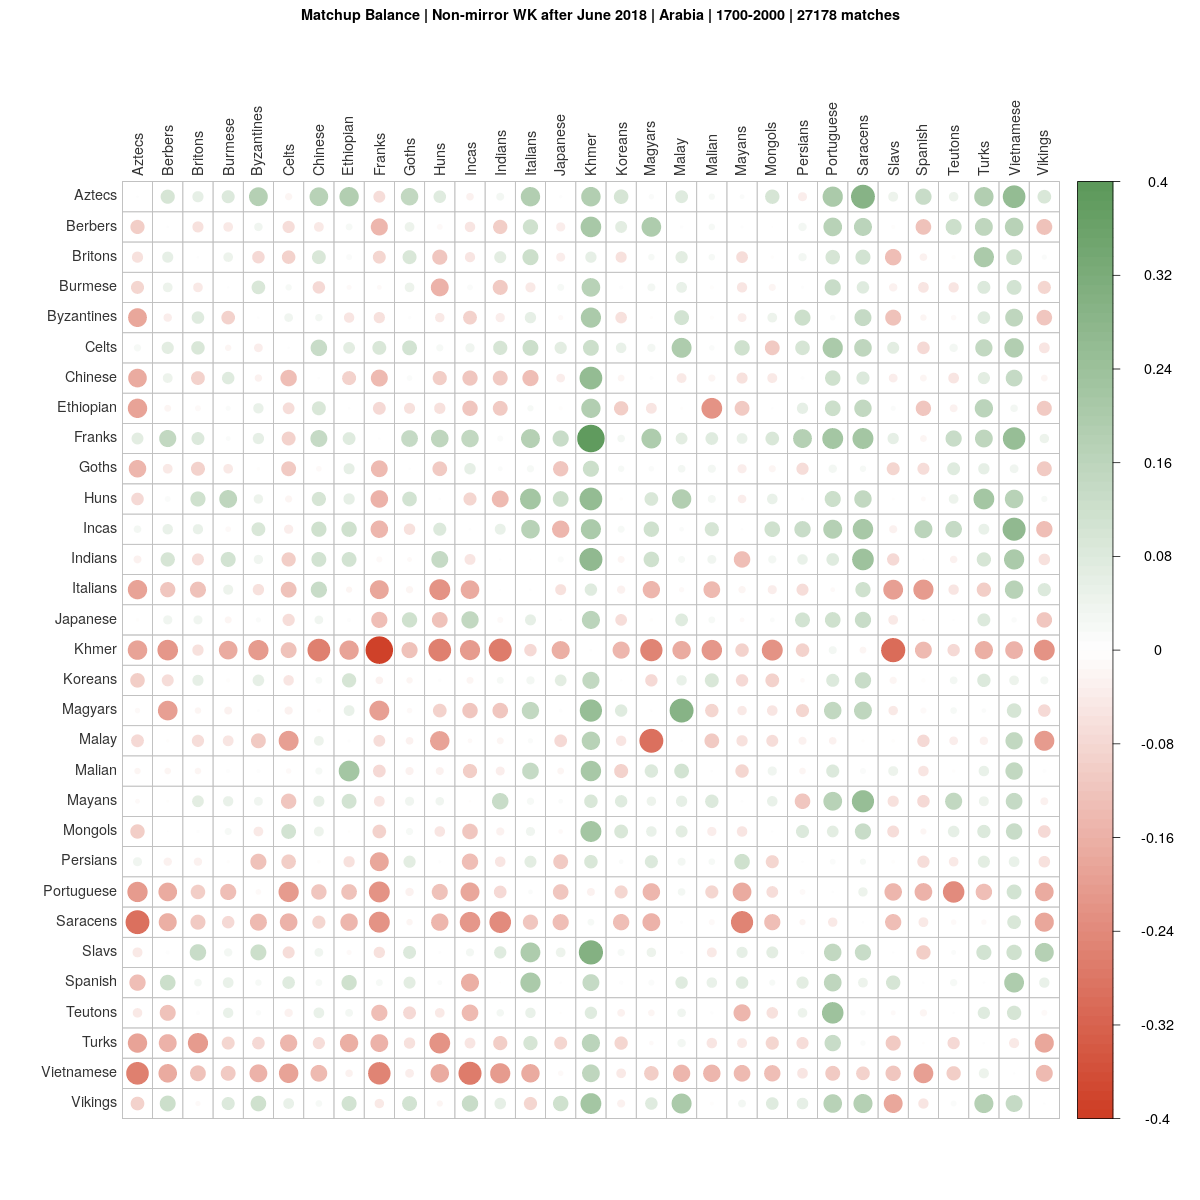 Matchup Balance | Non-mirror WK after June 2018 | Arabia | 1700-2000 | 27178 matches
Aztecs
Berbers
Britons
Burmese
Byzantines
Celts
Chinese
Ethiopian
Franks
Goths
Huns
Incas
Indians
Italians
Japanese
Khmer
Koreans
Magyars
Malay
Malian
Mayans
Mongols
Persians
Portuguese
Saracens
Slavs
Spanish
Teutons
Turks
Vietnamese
Vikings
Aztecs
Berbers
Britons
Burmese
Byzantines
Celts
Chinese
Ethiopian
Franks
Goths
Huns
Incas
Indians
Italians
Japanese
Khmer
Koreans
Magyars
Malay
Malian
Mayans
Mongols
Persians
Portuguese
Saracens
Slavs
Spanish
Teutons
Turks
Vietnamese
Vikings
0.4
0.32
0.24
0.16
0.08
0
-0.08
-0.16
-0.24
-0.32
-0.4